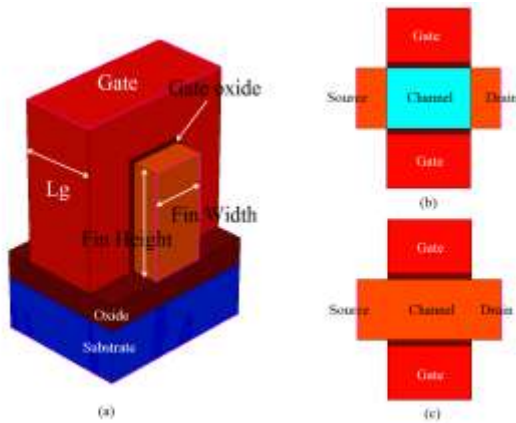 Gate
Gate oxide
Lg
Fin Width
Fin Height
Oxide
Substrate
(a)
Gate
Source
Channel
Drain
Gate
(b)
Gate
Source
Channel
Drain
Gate
(c)